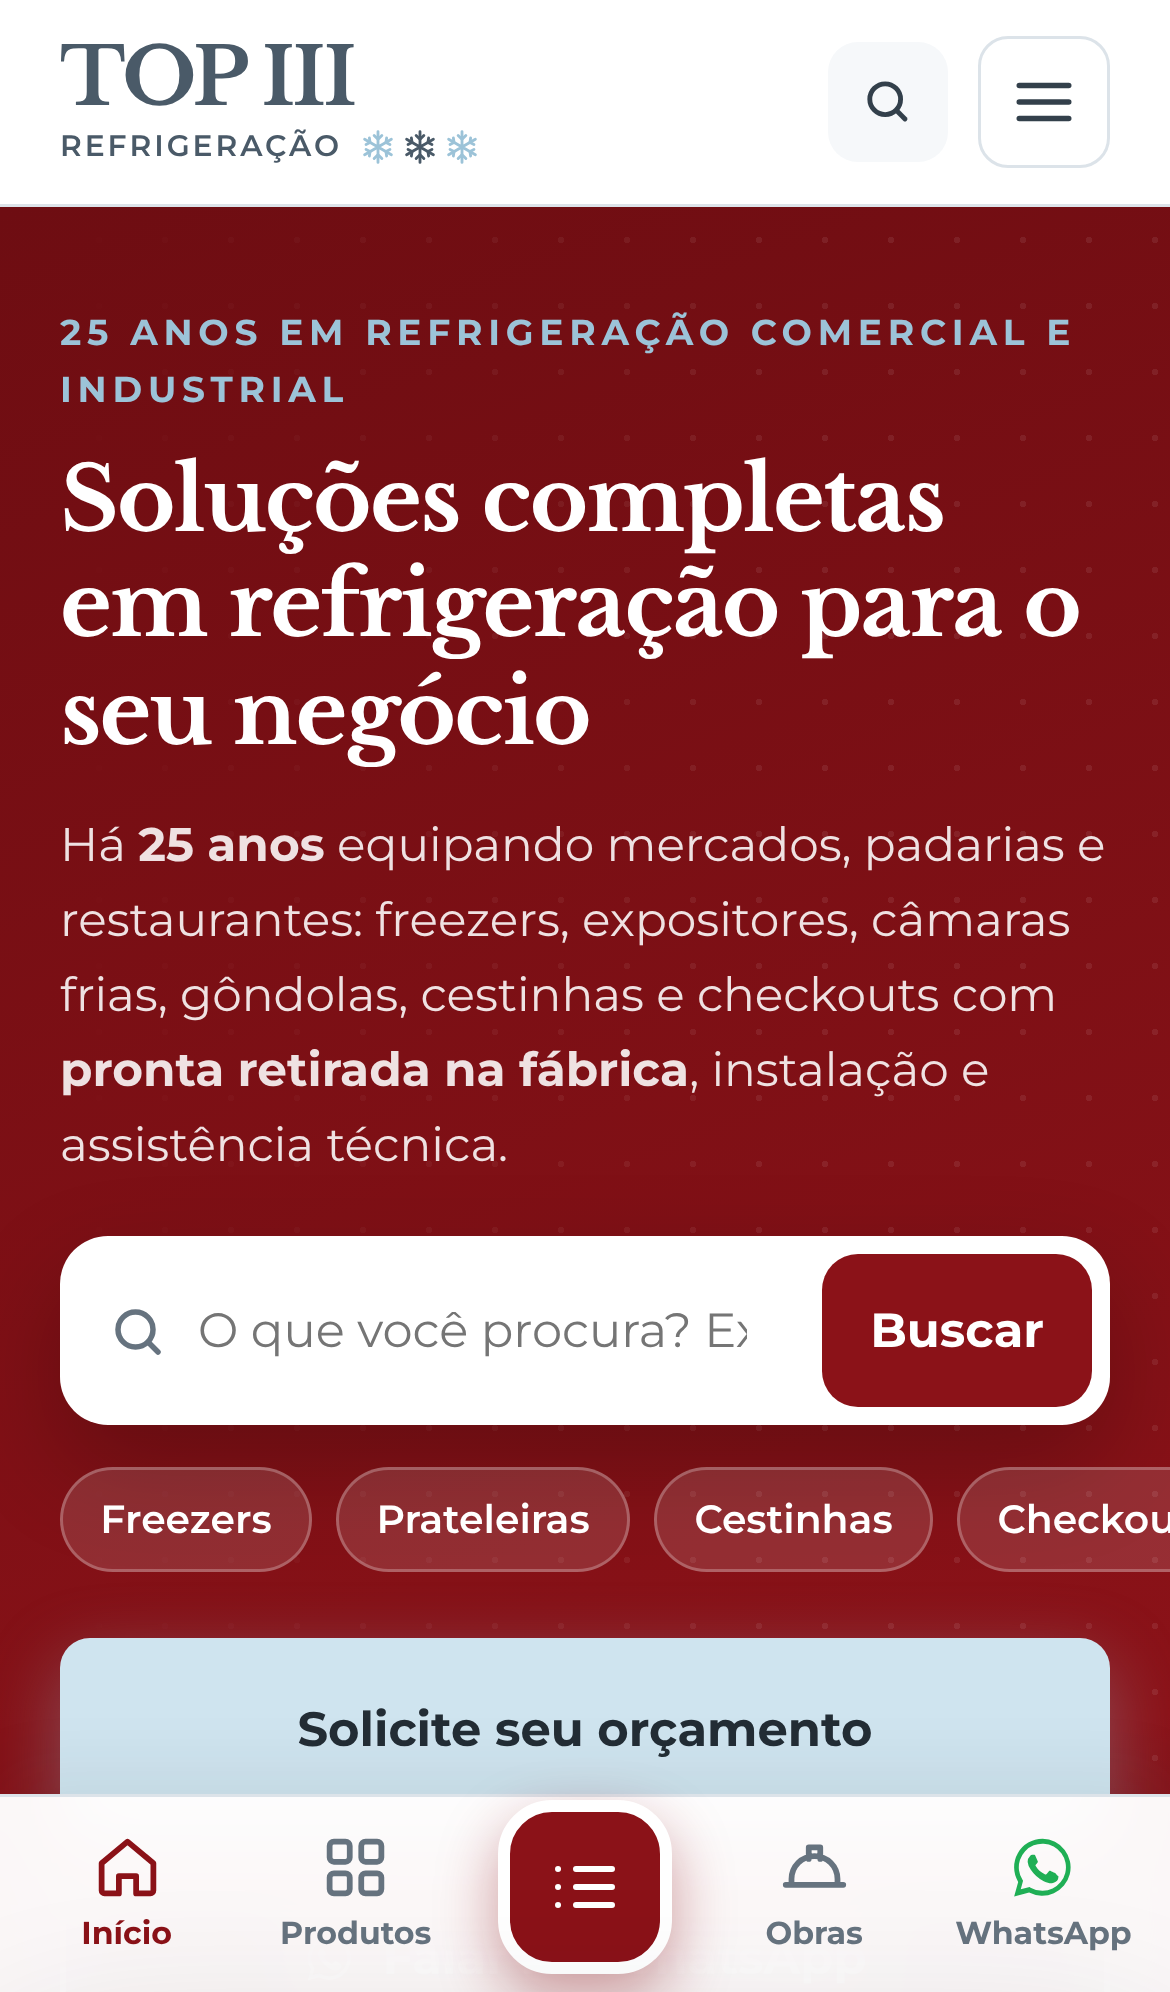 TOP III
REFRIGERAÇÃO
25 ANOS EM REFRIGERAÇÃO COMERCIAL E
INDUSTRIAL
Soluções completas
em refrigeração para o
seu negócio
Há 25 anos equipando mercados, padarias e
restaurantes: freezers, expositores, câmaras
frias, gôndolas, cestinhas e checkouts com
pronta retirada na fábrica, instalação e
assistência técnica.
O que você procura? Ex
Buscar
Freezers
Prateleiras
Cestinhas
Checkou
Solicite seu orçamento
Início
Produtos
Obras
WhatsApp